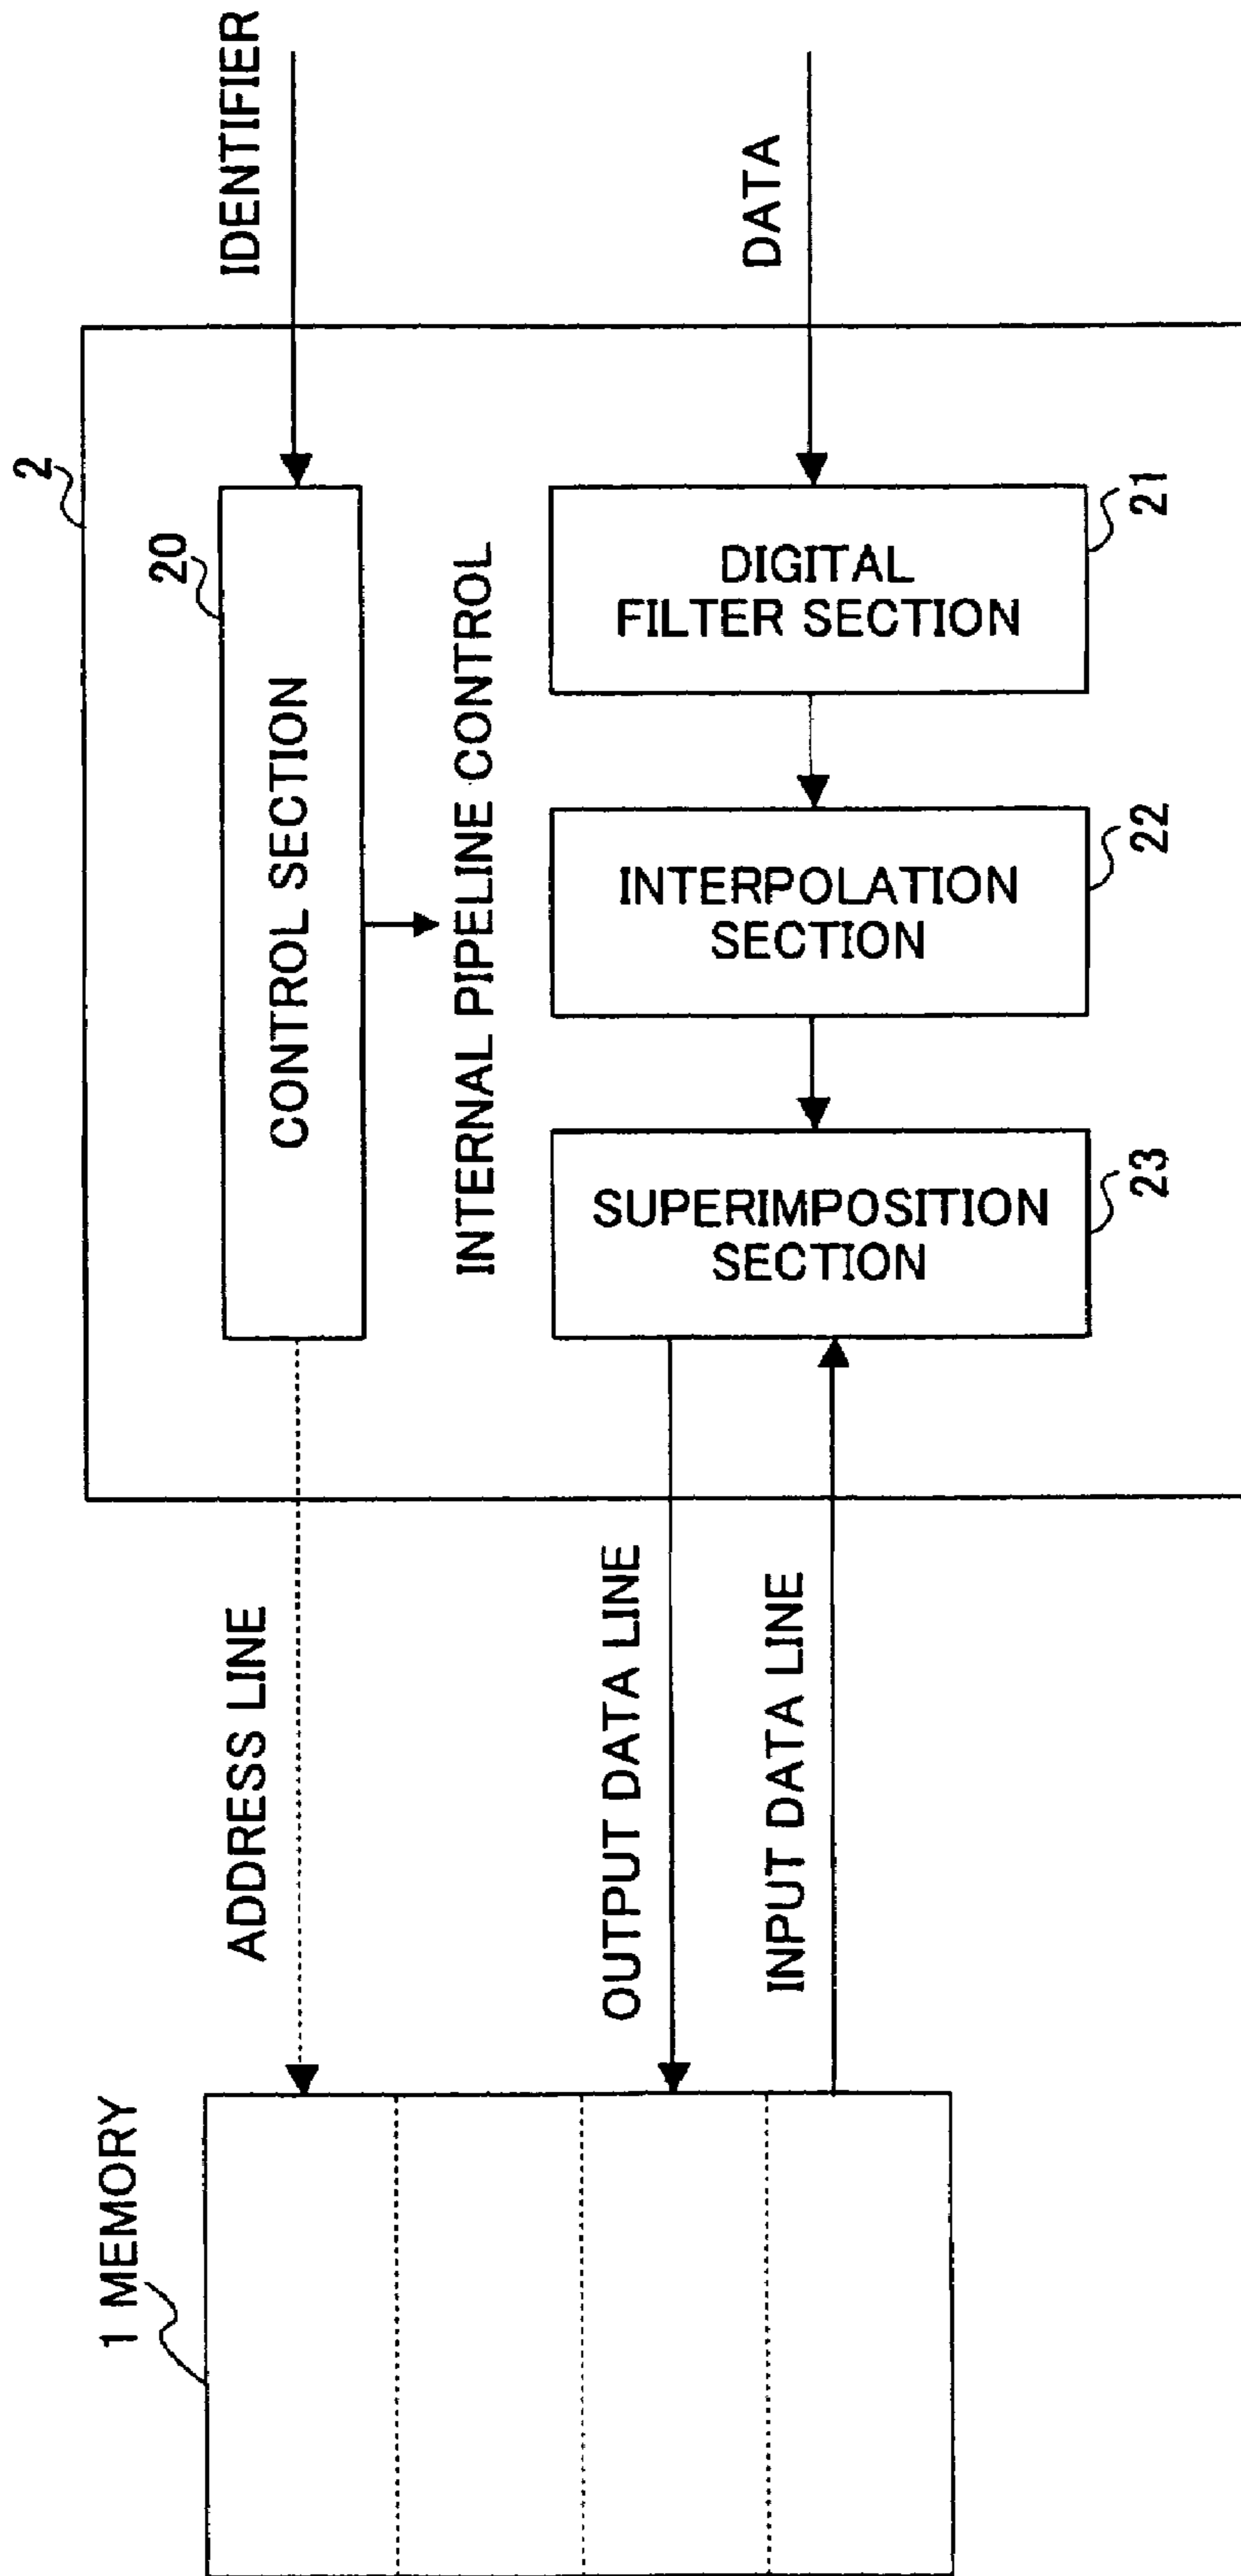 1 MEMORY
ADDRESS LINE
OUTPUT DATA LINE
INPUT DATA LINE
2
20
CONTROL SECTION
INTERNAL PIPELINE CONTROL
SUPERIMPOSITION
SECTION
23
INTERPOLATION
SECTION
22
DIGITAL
FILTER SECTION
21
IDENTIFIER
DATA